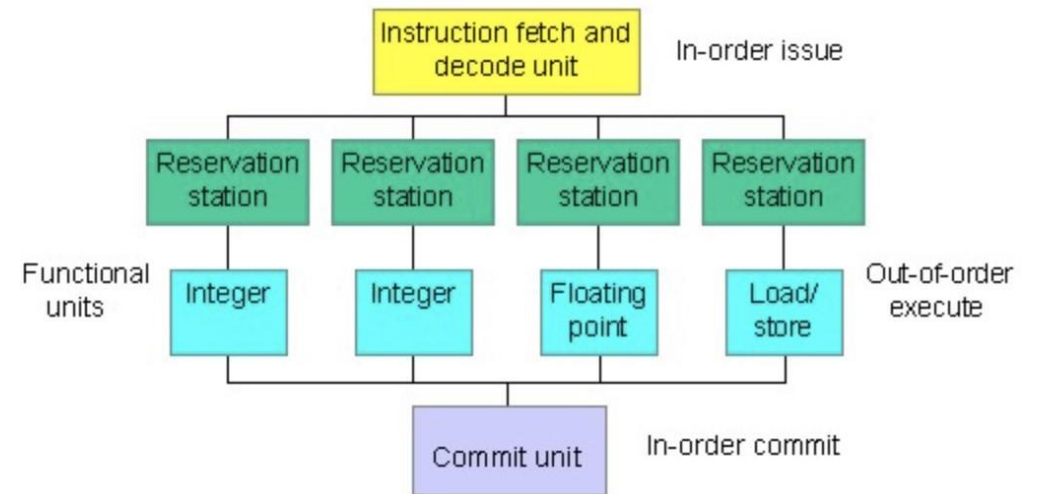 Instruction fetch and
decode unit
In-order issue
Reservation
station
Reservation
station
Reservation
station
Reservation
station
Functional
units
Integer
Integer
Floating
point
Load/
store
Out-of-order
execute
Commit unit
In-order commit